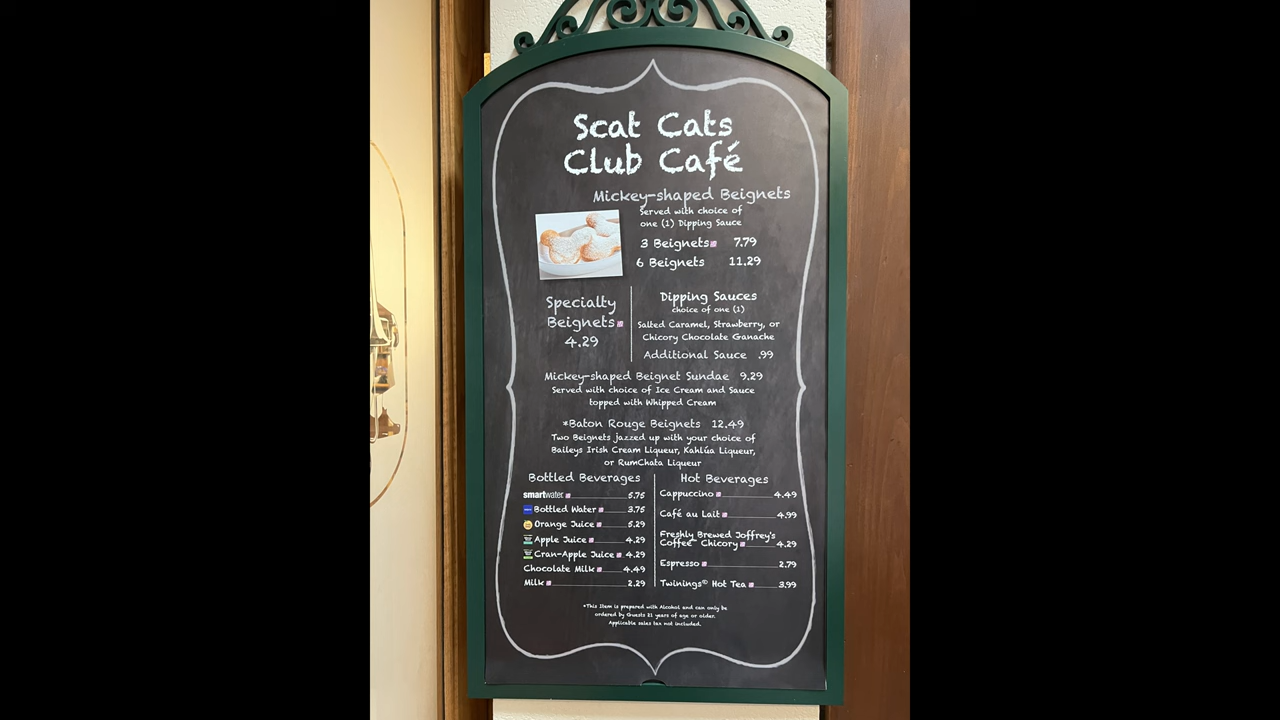 Scat Cats
Club Café
Mickey-shaped Beignets
Served with choice of
one (1) Dipping Sauce
3 Beignets 7.79
6 Beignets 11.29
Specialty
Beignets
4.29
Dipping Sauces
choice of one (1)
Salted Caramel, Strawberry, or
Chicory Chocolate Ganache
Additional Sauce .99
Mickey-shaped Beignet Sundae 9.29
Served with choice of Ice Cream and Sauce
topped with Whipped Cream
*Baton Rouge Beignets 12.49
Two Beignets jazzed up with your choice of
Baileys Irish Cream Liqueur, Kahlúa Liqueur,
or RumChata Liqueur
Bottled Beverages
smartwater 5.75
Bottled Water 3.75
Orange Juice 5.29
Apple Juice 4.29
Cran-Apple Juice 4.29
Chocolate Milk 4.49
Milk 2.29
Hot Beverages
Cappuccino 4.49
Café au Lait 4.99
Freshly Brewed Joffrey's
Coffee Chicory 4.29
Espresso 2.79
Twinings® Hot Tea 3.99
*This Item is prepared with Alcohol and can only be
ordered by Guests 21 years of age or older.
Applicable sales tax not included.